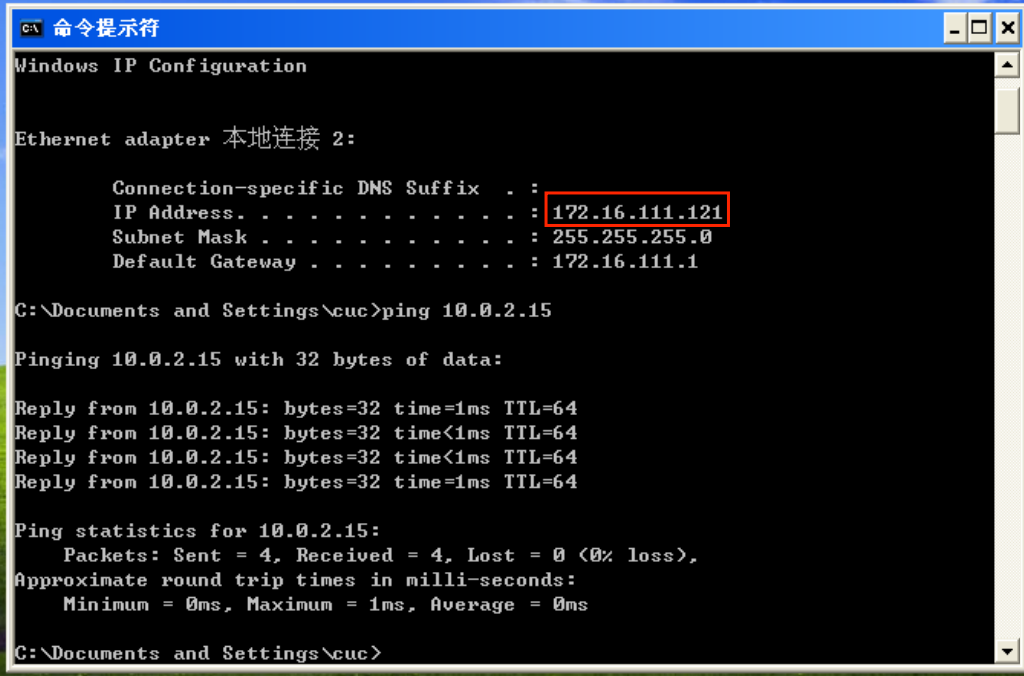 命令提示符
Windows IP Configuration
Ethernet adapter 本地连接 2:
Connection-specific DNS Suffix  . :
IP Address. . . . . . . . . . . . : 172.16.111.121
Subnet Mask . . . . . . . . . . . : 255.255.255.0
Default Gateway . . . . . . . . . : 172.16.111.1
C:\Documents and Settings\cuc>ping 10.0.2.15
Pinging 10.0.2.15 with 32 bytes of data:
Reply from 10.0.2.15: bytes=32 time=1ms TTL=64
Reply from 10.0.2.15: bytes=32 time<1ms TTL=64
Reply from 10.0.2.15: bytes=32 time<1ms TTL=64
Reply from 10.0.2.15: bytes=32 time=1ms TTL=64
Ping statistics for 10.0.2.15:
Packets: Sent = 4, Received = 4, Lost = 0 (0% loss),
Approximate round trip times in milli-seconds:
Minimum = 0ms, Maximum = 1ms, Average = 0ms
C:\Documents and Settings\cuc>